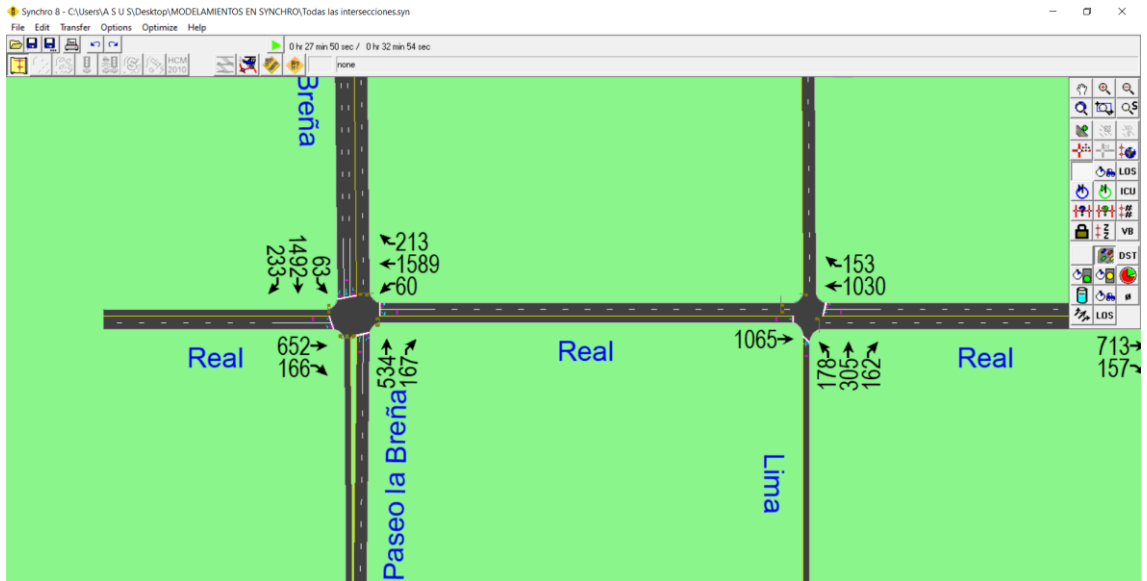 Synchro 8 - C:\Users\A S U S\Desktop\MODELAMIENTOS EN SYNCHRO\Todas las intersecciones.syn
File Edit Transfer Options Optimize Help
0 hr 27 min 50 sec / 0 hr 32 min 54 sec
HCM 2010
none
Breña
S
LOS
ICU
##
Z Z VB
DST
ø
LOS
233 1492 63
213
1589
60
153
1030
Real
652
166
534 167
Real
1065
178 305 162
Real
713
157
Paseo la Breña
Lima